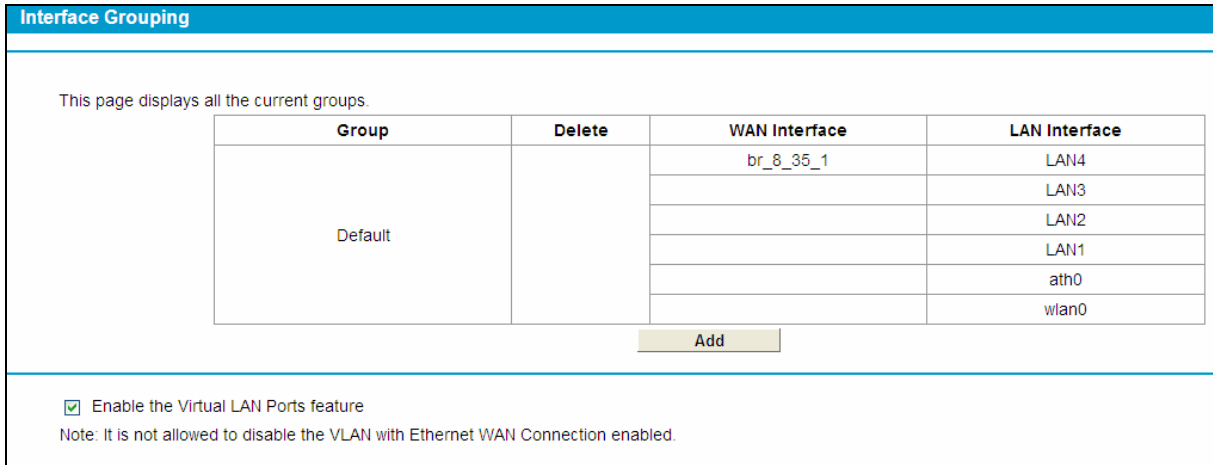 Interface Grouping
This page displays all the current groups.
Group Delete WAN Interface LAN Interface
Default br_8_35_1 LAN4
LAN3
LAN2
LAN1
ath0
wlan0
Add
Enable the Virtual LAN Ports feature
Note: It is not allowed to disable the VLAN with Ethernet WAN Connection enabled.